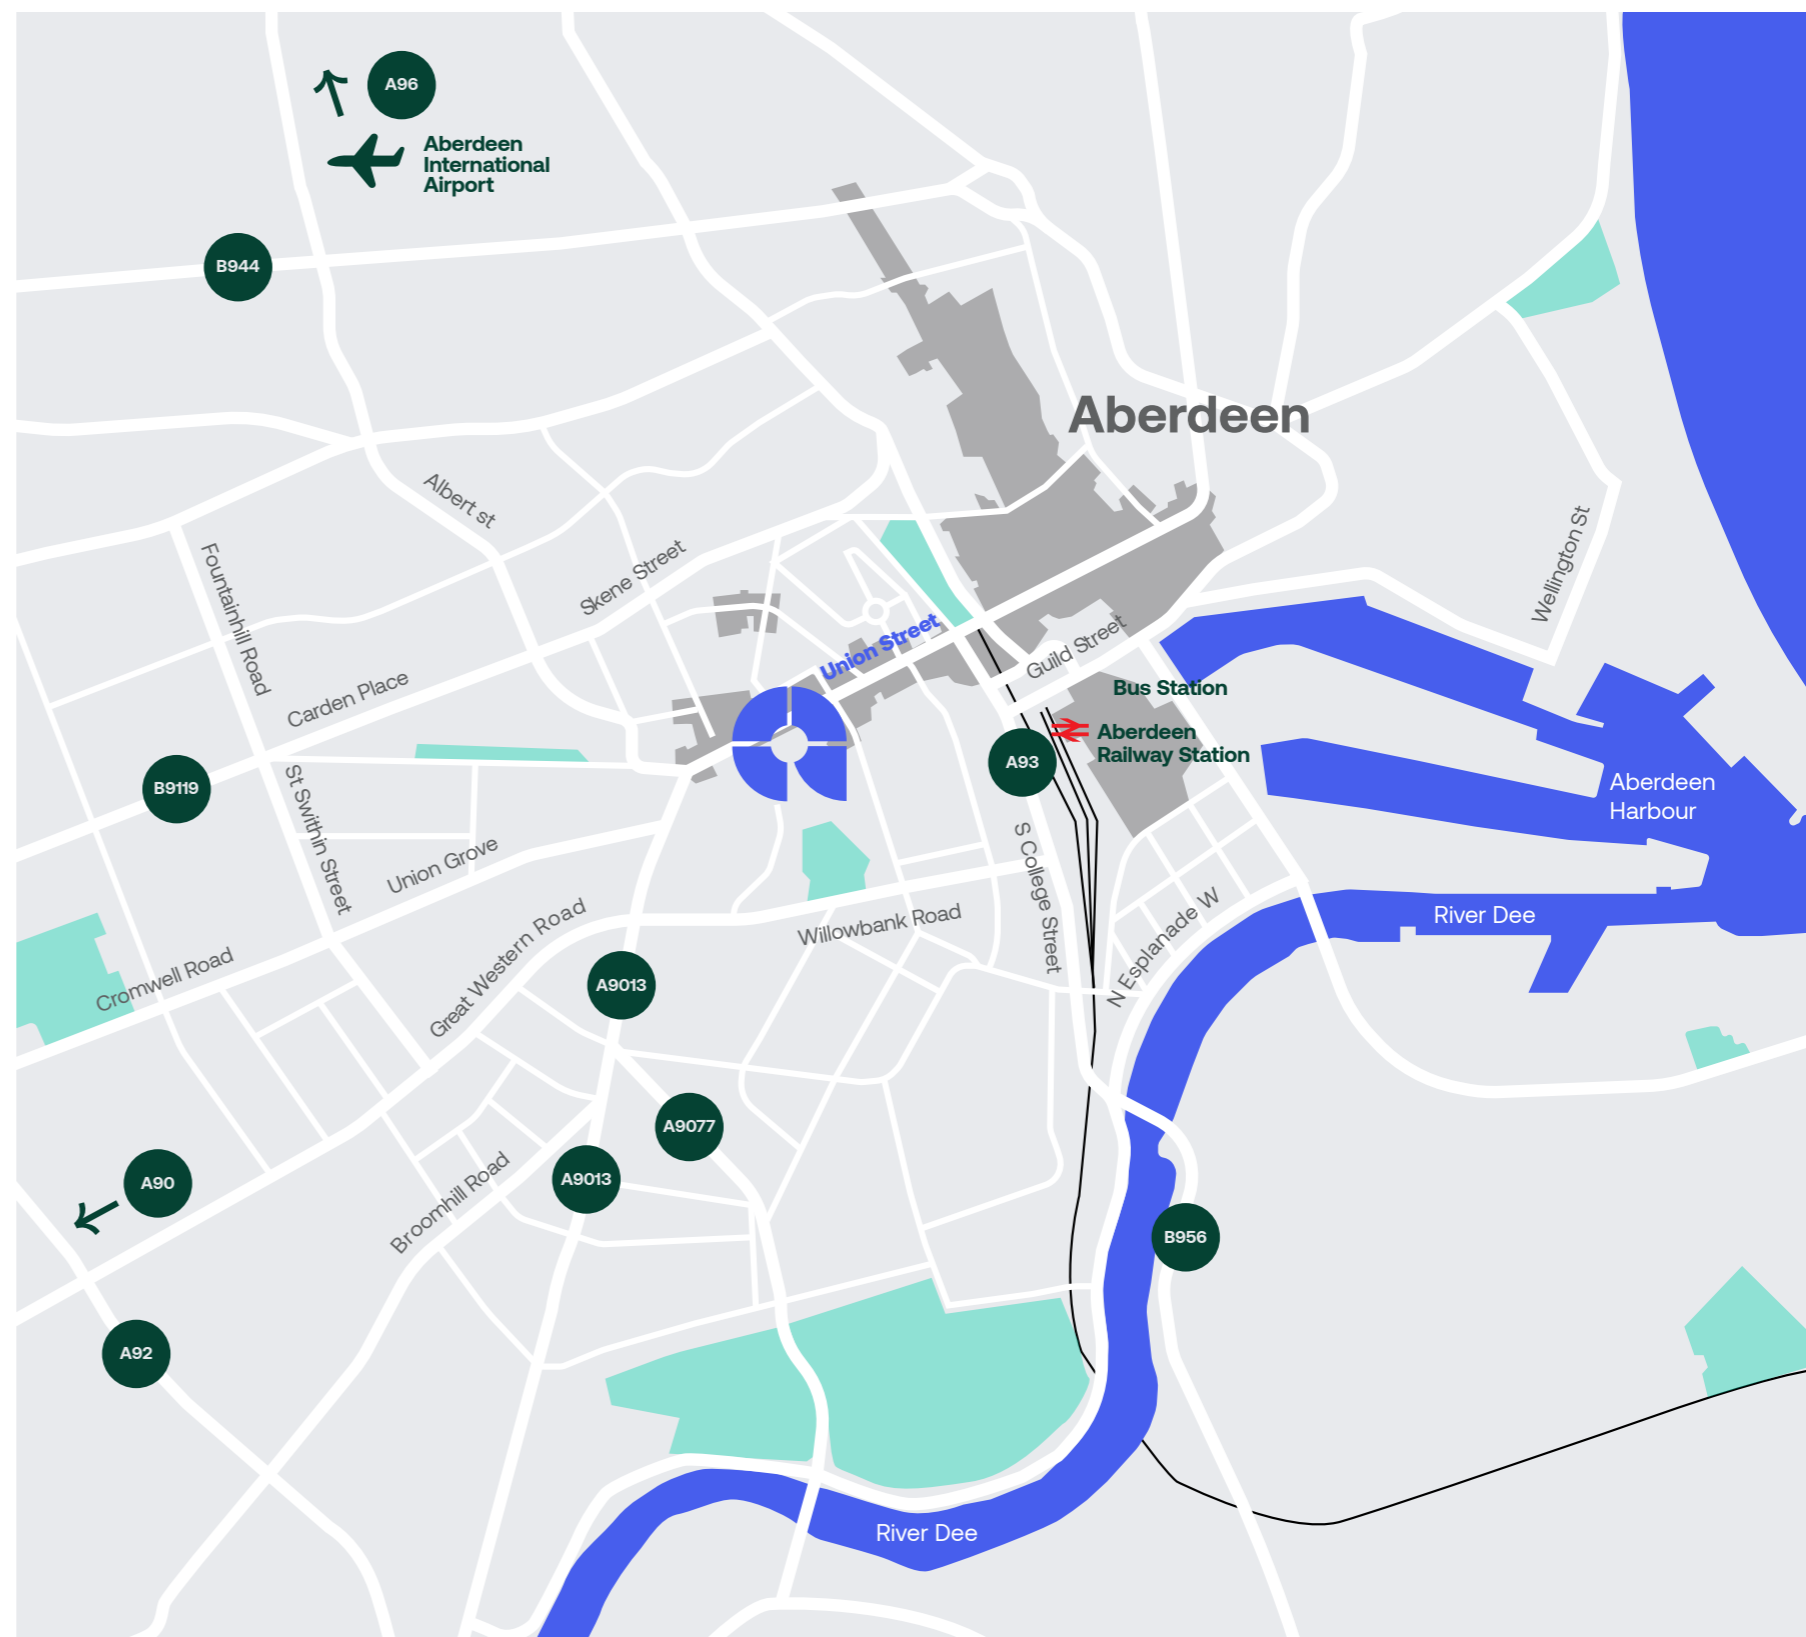 A96
Aberdeen
International
Airport
B944
Aberdeen
Albert st
Fountainhill Road
Skene Street
Wellington St
Union Street
Guild Street
Carden Place
Bus Station
Aberdeen
Railway Station
A93
B9119
St Swithin Street
Aberdeen
Harbour
Union Grove
S College Street
Great Western Road
Willowbank Road
N Esplanade W
River Dee
Cromwell Road
A9013
A9077
A90
A9013
Broomhill Road
B956
A92
River Dee